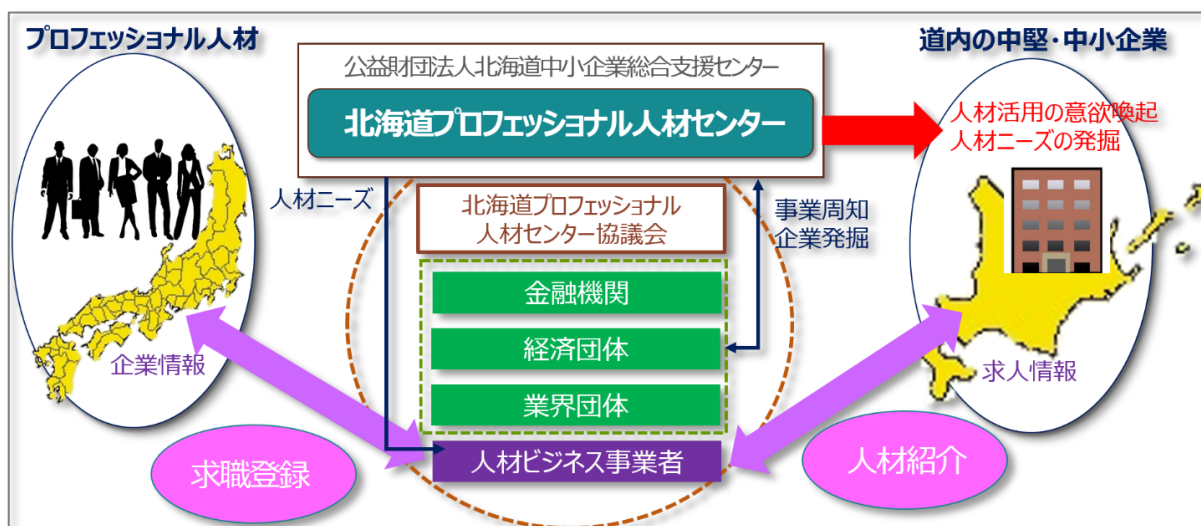 プロフェッショナル人材
道内の中堅・中小企業
公益財団法人北海道中小企業総合支援センター
北海道プロフェッショナル人材センター
人材活用の意欲喚起
人材ニーズの発掘
人材ニーズ
北海道プロフェッショナル
人材センター協議会
事業周知
企業発掘
金融機関
経済団体
業界団体
人材ビジネス事業者
企業情報
求人情報
求職登録
人材紹介